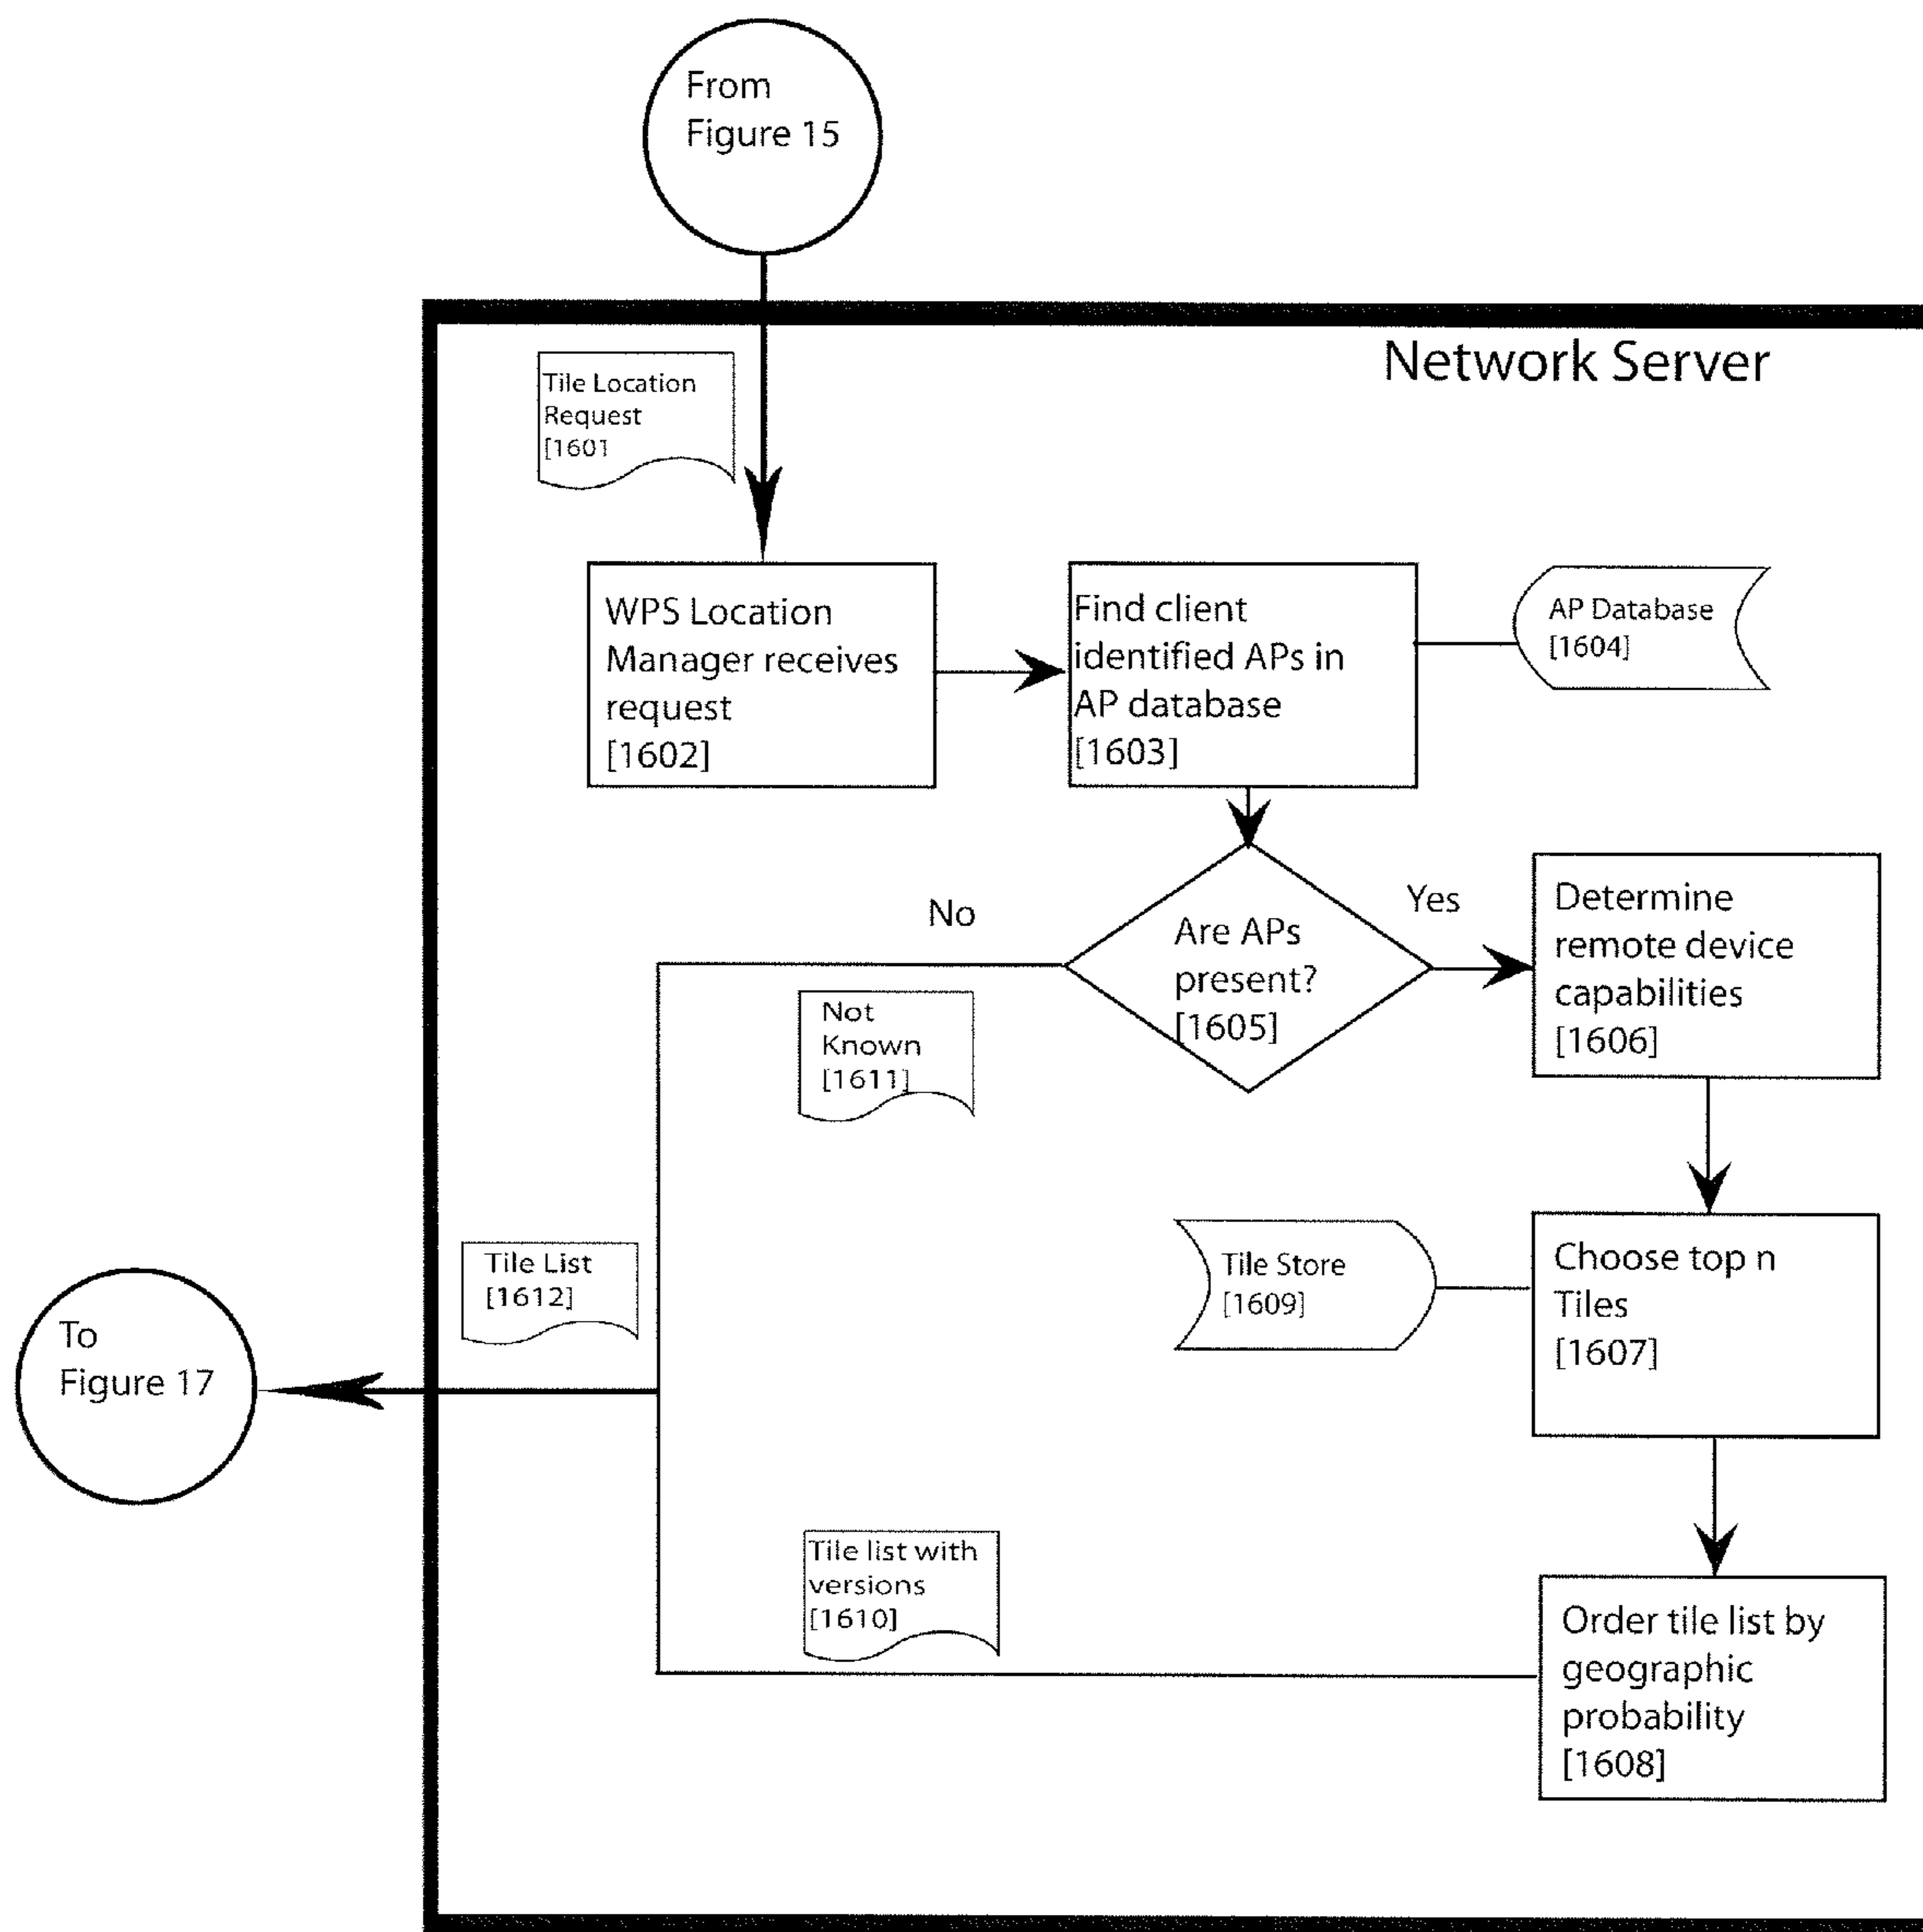 From
Figure 15
Network Server
Tile Location
Request
[1601
WPS Location
Manager receives
request
[1602]
Find client
identified APs in
AP database
[1603]
AP Database
[1604]
No
Yes
Are APs
present?
[1605]
Determine
remote device
capabilities
[1606]
Not
Known
[1611]
Tile List
[1612]
Tile Store
[1609]
Choose top n
Tiles
[1607]
To
Figure 17
Tile list with
versions
[1610]
Order tile list by
geographic
probability
[1608]